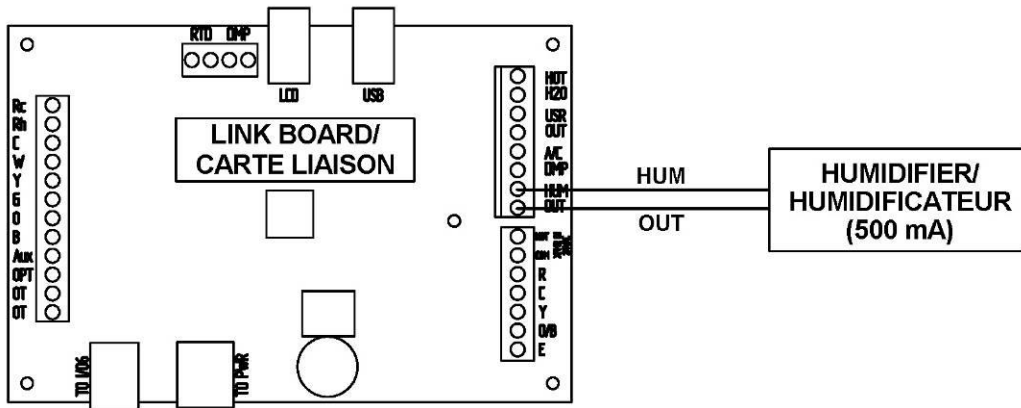 RTD DMP
LCD
USB
LINK BOARD/
CARTE LIAISON
Rc
Rh
C
W
Y
G
O
B
Aux
OPT
OT
OT
TO I/O6
TO PWR
HOT
H2O
USR
OUT
A/C
DMP
HUM
OUT
R
C
Y
O/B
E
HUM
OUT
HUMIDIFIER/
HUMIDIFICATEUR
(500 mA)